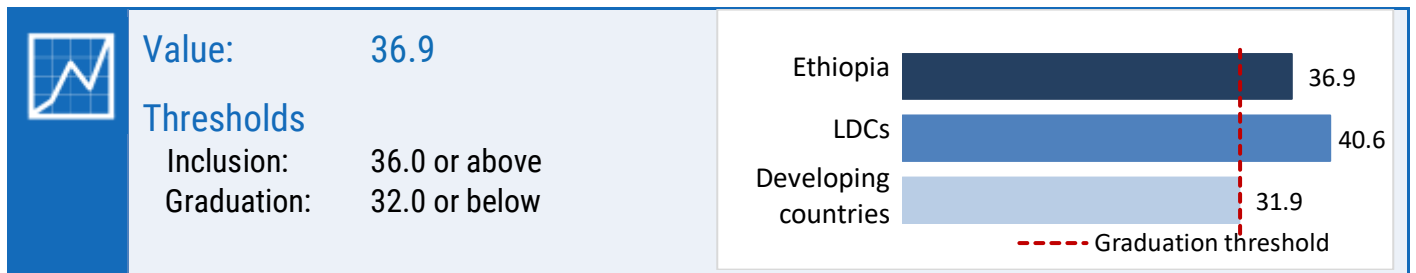 Value: 36.9
Thresholds
Inclusion: 36.0 or above
Graduation: 32.0 or below
Ethiopia 36.9
LDCs 40.6
Developing
countries 31.9
Graduation threshold